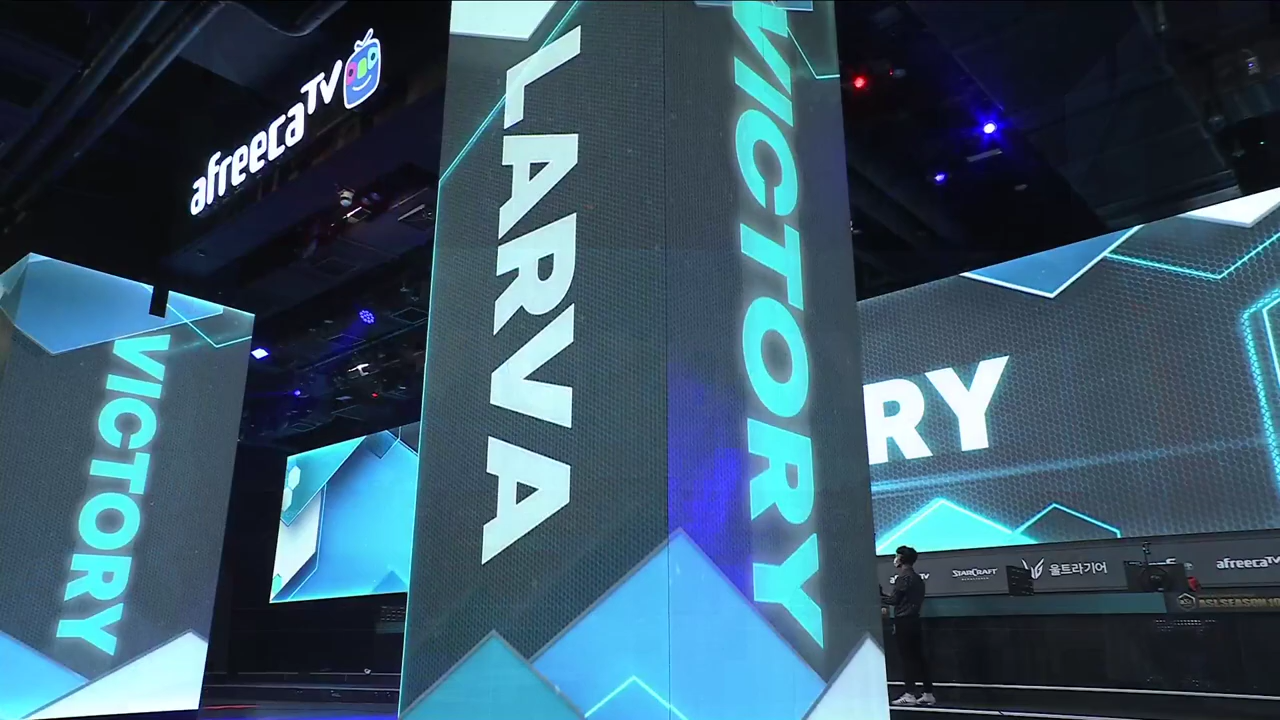 afreecaTV
LARVA
VICTORY
VICTORY
RY
STARCRAFT
울트라기어
afreecaTV
ASL SEASON